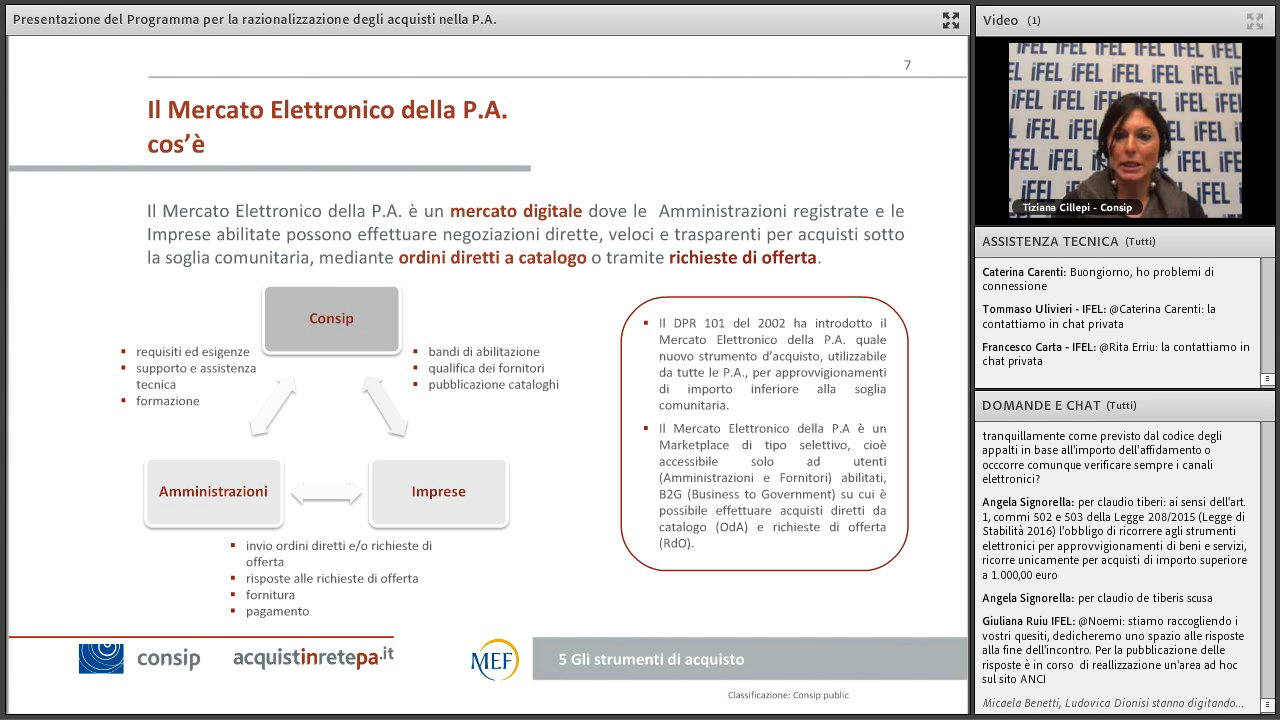 Presentazione del Programma per la razionalizzazione degli acquisti nella P.A.
7
Il Mercato Elettronico della P.A.
cos'è
Il Mercato Elettronico della P.A. è un mercato digitale dove le Amministrazioni registrate e le
Imprese abilitate possono effettuare negoziazioni dirette, veloci e trasparenti per acquisti sotto
la soglia comunitaria, mediante ordini diretti a catalogo o tramite richieste di offerta.
Consip
▪ requisiti ed esigenze
▪ supporto e assistenza
tecnica
▪ formazione
▪ bandi di abilitazione
▪ qualifica dei fornitori
▪ pubblicazione cataloghi
Amministrazioni
Imprese
▪ invio ordini diretti e/o richieste di
offerta
▪ risposte alle richieste di offerta
▪ fornitura
▪ pagamento
▪ Il DPR 101 del 2002 ha introdotto il
Mercato Elettronico della P.A. quale
nuovo strumento d'acquisto, utilizzabile
da tutte le P.A., per approvvigionamenti
di importo inferiore alla soglia
comunitaria.
▪ Il Mercato Elettronico della P.A è un
Marketplace di tipo selettivo, cioè
accessibile solo ad utenti
(Amministrazioni e Fornitori) abilitati,
B2G (Business to Government) su cui è
possibile effettuare acquisti diretti da
catalogo (OdA) e richieste di offerta
(RdO).
consip
acquistinretepa.it
MEF
5 Gli strumenti di acquisto
Classificazione: Consip public
Video (1)
iFEL iFEL iFEL iFEL
Tiziana Cillepi - Consip
ASSISTENZA TECNICA (Tutti)
Caterina Carenti: Buongiorno, ho problemi di
connessione
Tommaso Ulivieri - IFEL: @Caterina Carenti: la
contattiamo in chat privata
Francesco Carta - IFEL: @Rita Erriu: la contattiamo in
chat privata
DOMANDE E CHAT (Tutti)
tranquillamente come previsto dal codice degli
appalti in base all'importo dell'affidamento o
occcorre comunque verificare sempre i canali
elettronici?
Angela Signorella: per claudio tiberi: ai sensi dell'art.
1, commi 502 e 503 della Legge 208/2015 (Legge di
Stabilità 2016) l'obbligo di ricorrere agli strumenti
elettronici per approvvigionamenti di beni e servizi,
ricorre unicamente per acquisti di importo superiore
a 1.000,00 euro
Angela Signorella: per claudio de tiberis scusa
Giuliana Ruiu IFEL: @Noemi: stiamo raccogliendo i
vostri quesiti, dedicheremo uno spazio alle risposte
alla fine dell'incontro. Per la pubblicazione delle
risposte è in corso di reallizzazione un'area ad hoc
sul sito ANCI
Micaela Benetti, Ludovica Dionisi stanno digitando...